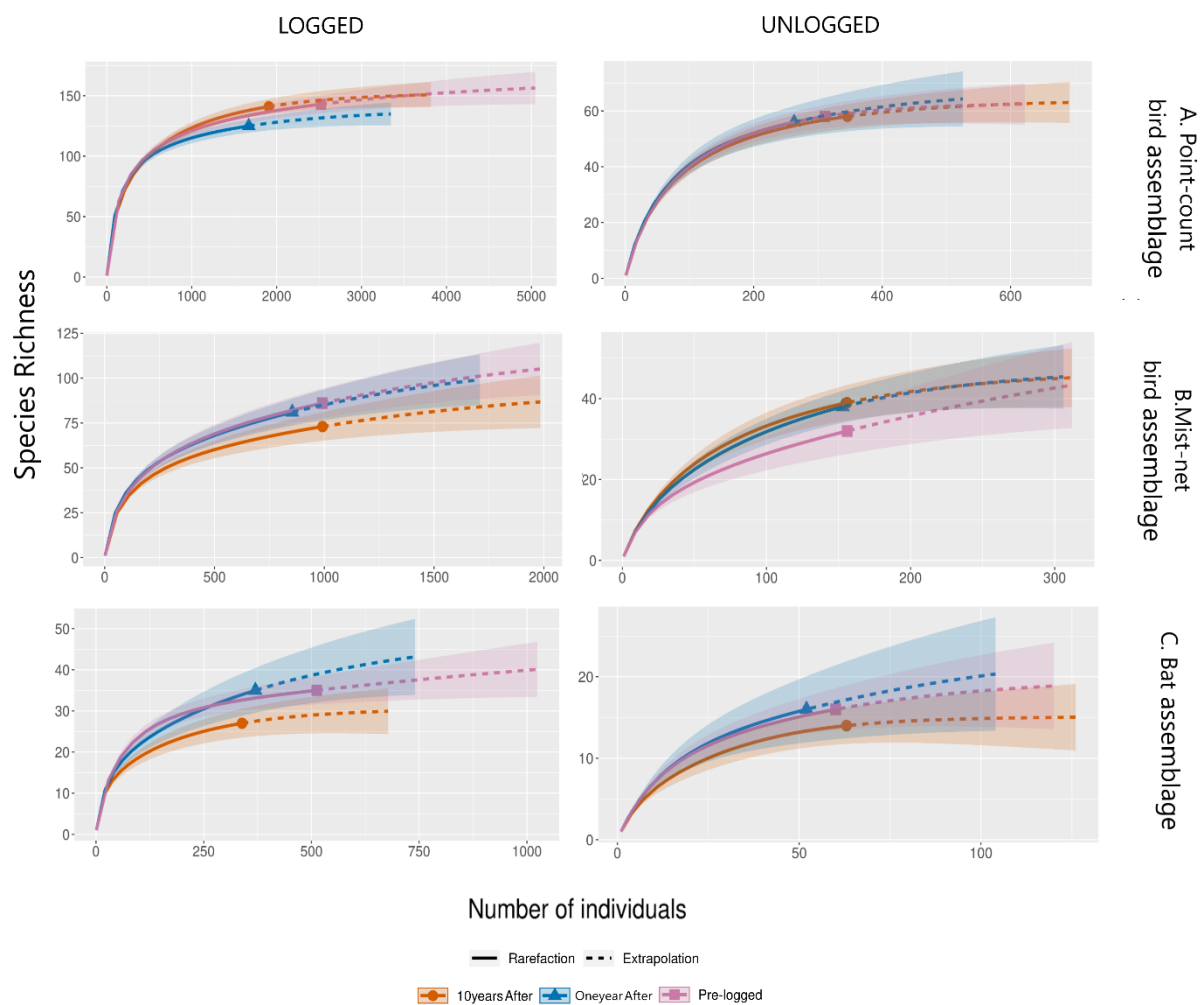 LOGGED
UNLOGGED
150
100
50
0
0 1000 2000 3000 4000 5000
60
40
20
0
0 200 400 600
A. Point-count
bird assemblage
Species Richness
125
100
75
50
25
0
0 500 1000 1500 2000
40
20
0
0 100 200 300
B.Mist-net
bird assemblage
50
40
30
20
10
0
0 250 500 750 1000
20
10
0
0 50 100
C. Bat assemblage
Number of individuals
Rarefaction Extrapolation
10years After Oneyear After Pre-logged